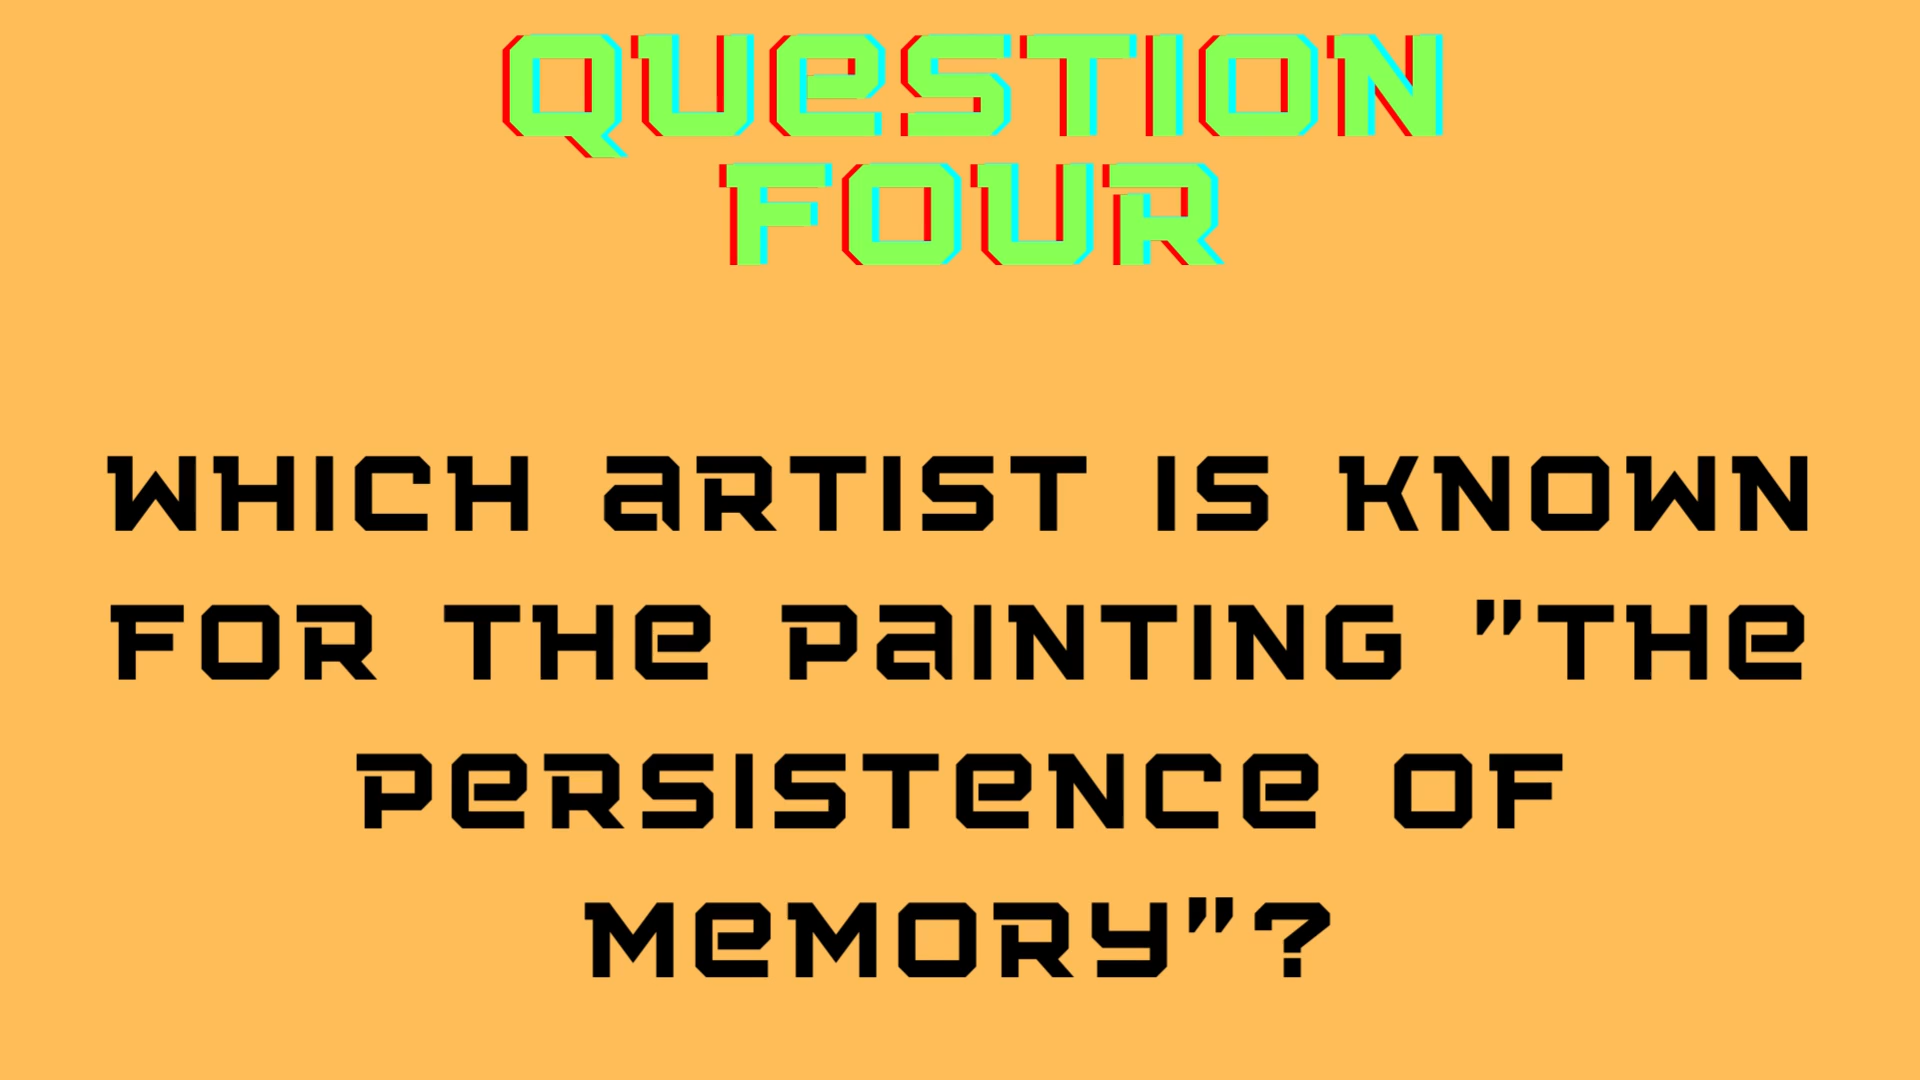 QUESTION
FOUR
WHICH ARTIST IS KNOWN
FOR THE PAINTING "THE
PERSISTENCE OF
MEMORY"?